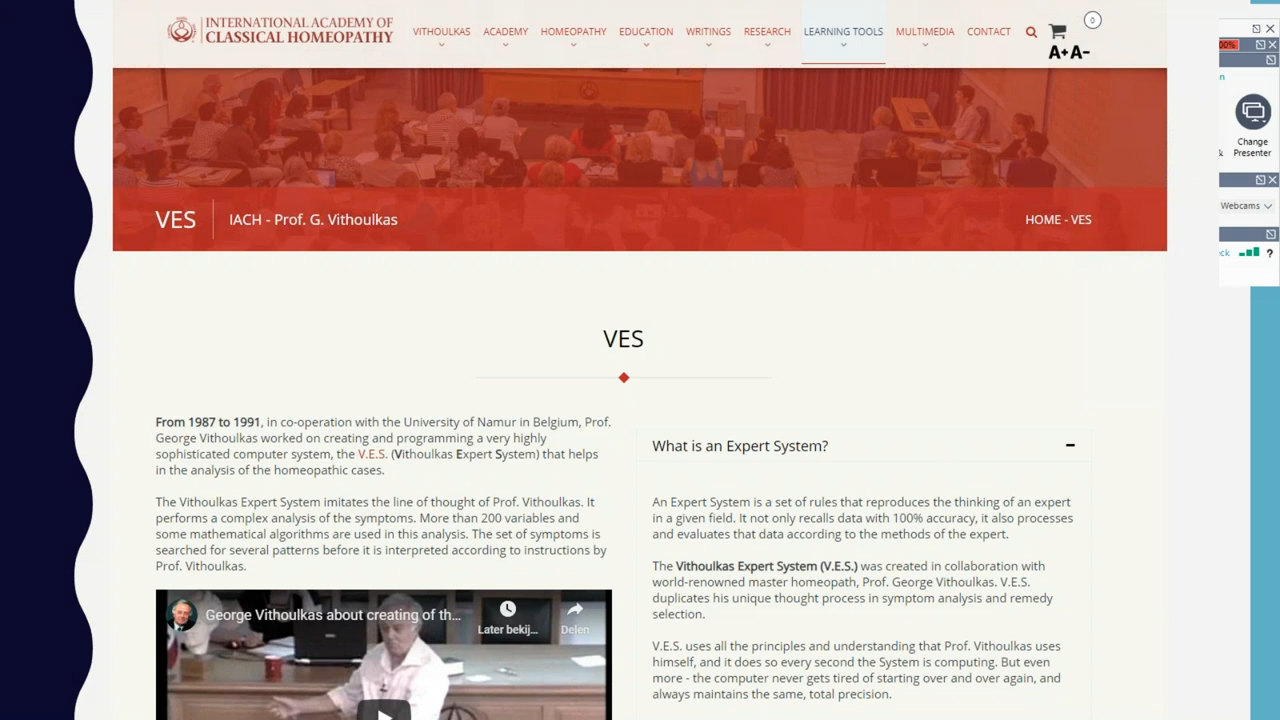 INTERNATIONAL ACADEMY OF
CLASSICAL HOMEOPATHY
VITHOULKAS ACADEMY HOMEOPATHY EDUCATION WRITINGS RESEARCH LEARNING TOOLS MULTIMEDIA CONTACT
0
A+A-
VES
IACH - Prof. G. Vithoulkas
HOME - VES
VES
From 1987 to 1991, in co-operation with the University of Namur in Belgium, Prof.
George Vithoulkas worked on creating and programming a very highly
sophisticated computer system, the V.E.S. (Vithoulkas Expert System) that helps
in the analysis of the homeopathic cases.
The Vithoulkas Expert System imitates the line of thought of Prof. Vithoulkas. It
performs a complex analysis of the symptoms. More than 200 variables and
some mathematical algorithms are used in this analysis. The set of symptoms is
searched for several patterns before it is interpreted according to instructions by
Prof. Vithoulkas.
George Vithoulkas about creating of th...
Later bekij...
Delen
What is an Expert System?
An Expert System is a set of rules that reproduces the thinking of an expert
in a given field. It not only recalls data with 100% accuracy, it also processes
and evaluates that data according to the methods of the expert.
The Vithoulkas Expert System (V.E.S.) was created in collaboration with
world-renowned master homeopath, Prof. George Vithoulkas. V.E.S.
duplicates his unique thought process in symptom analysis and remedy
selection.
V.E.S. uses all the principles and understanding that Prof. Vithoulkas uses
himself, and it does so every second the System is computing. But even
more - the computer never gets tired of starting over and over again, and
always maintains the same, total precision.
Change
Presenter
Webcams
?